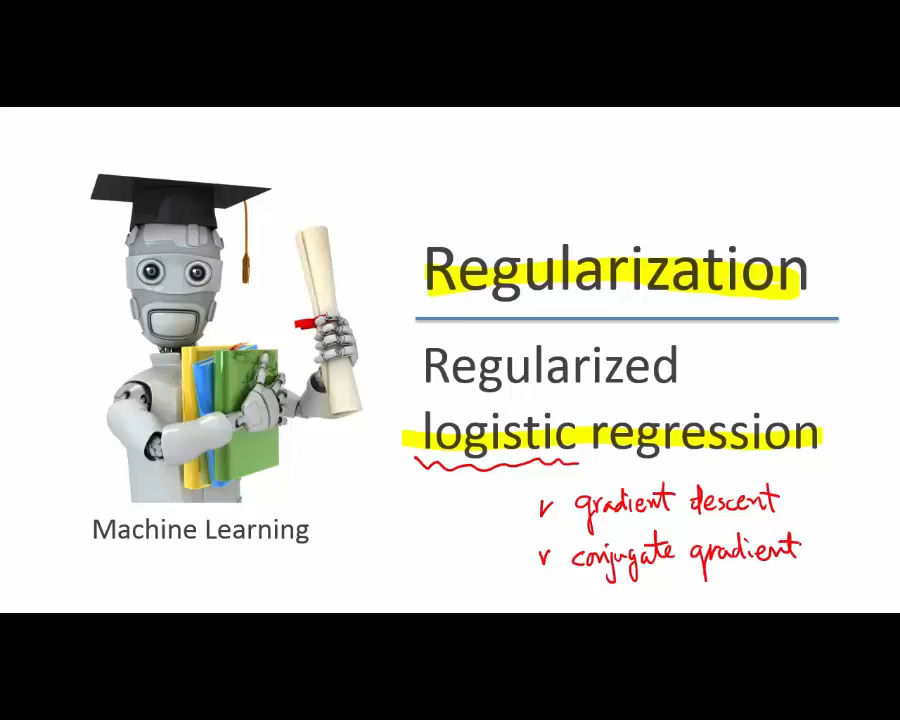 Regularization
Regularized
logistic regression
gradient descent
conjugate gradient
Machine Learning